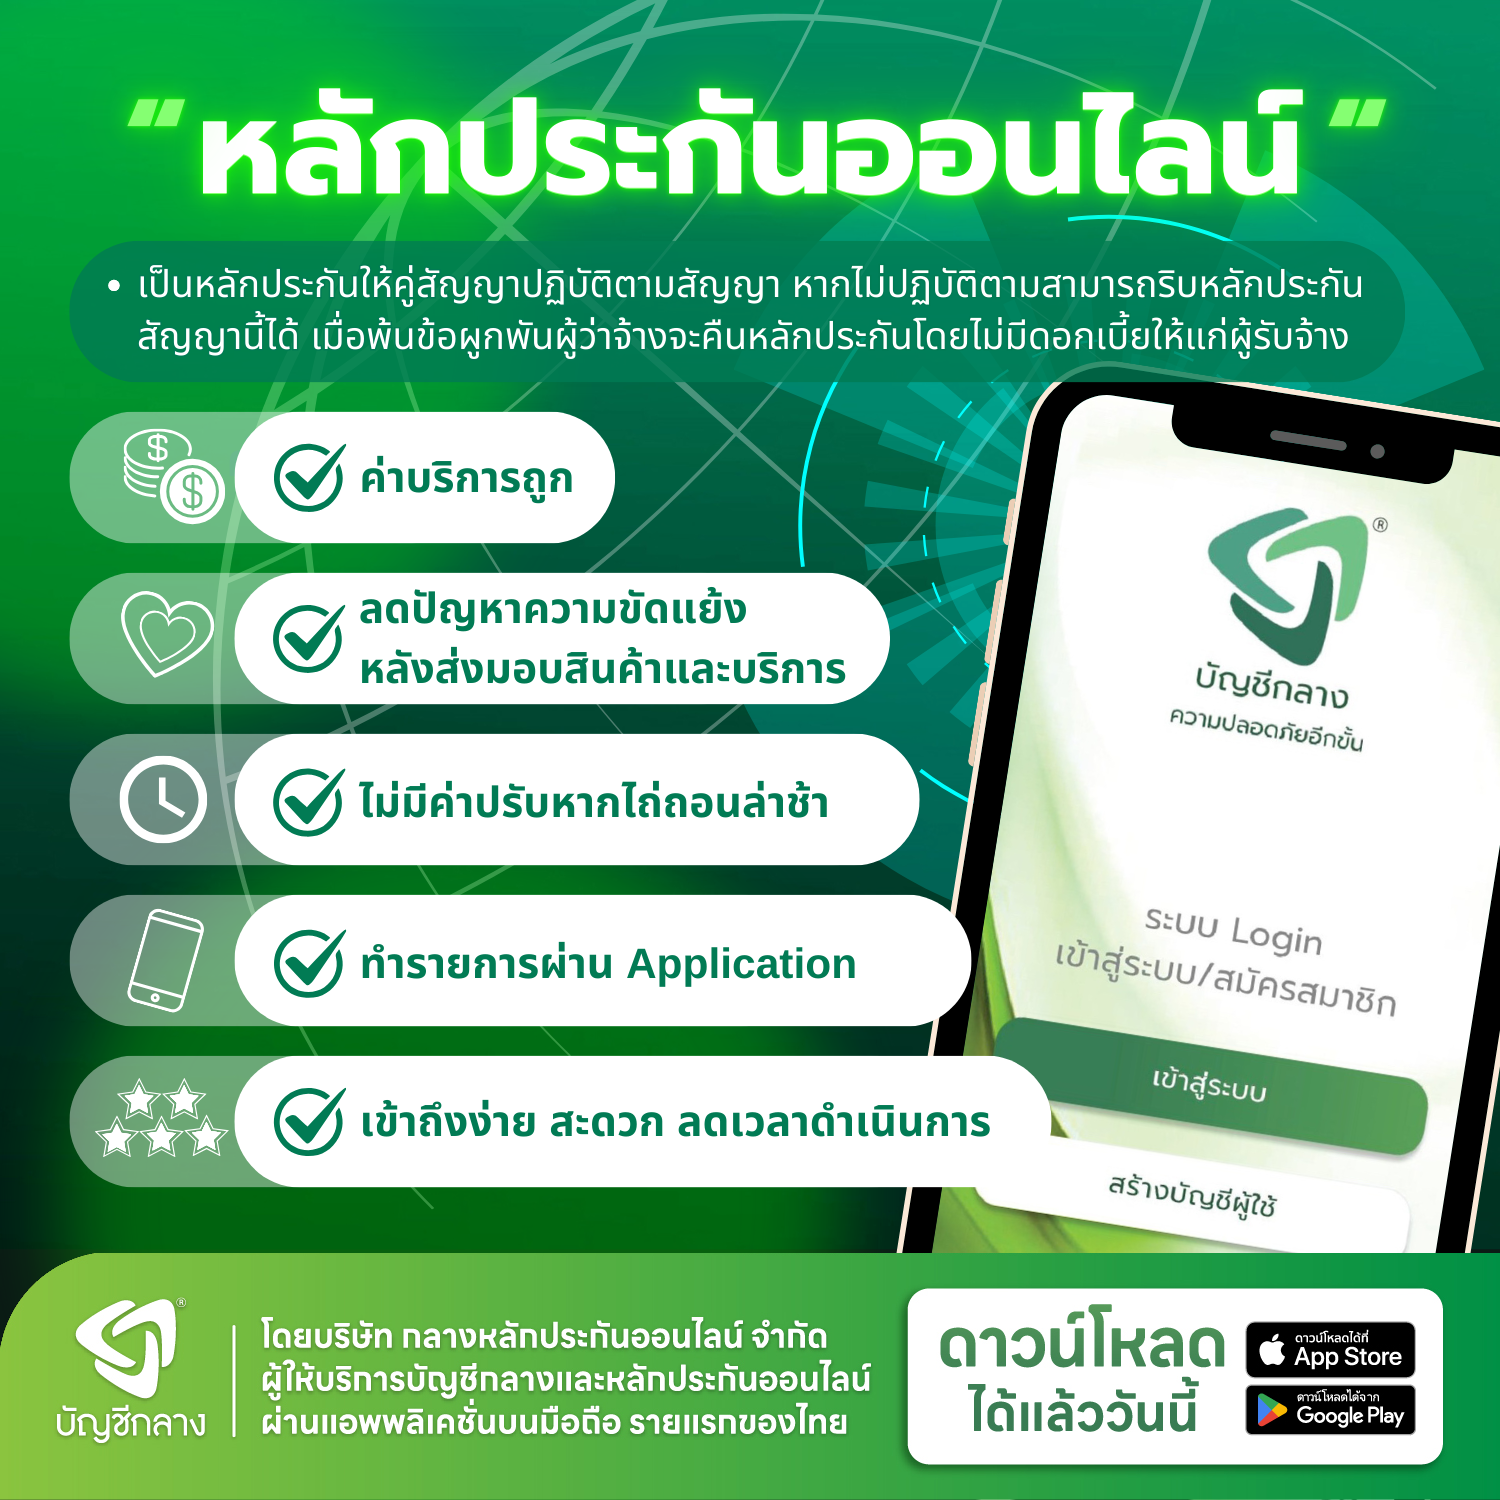 "หลักประกันออนไลน์"
• เป็นหลักประกันให้คู่สัญญาปฏิบัติตามสัญญา หากไม่ปฏิบัติตามสามารถริบหลักประกัน
สัญญานี้ได้ เมื่อพ้นข้อผูกพันผู้ว่าจ้างจะคืนหลักประกันโดยไม่มีดอกเบี้ยให้แก่ผู้รับจ้าง
$
$
ค่าบริการถูก
ลดปัญหาความขัดแย้ง
หลังส่งมอบสินค้าและบริการ
ไม่มีค่าปรับหากไถ่ถอนล่าช้า
ทำรายการผ่าน Application
เข้าถึงง่าย สะดวก ลดเวลาดำเนินการ
®
บัญชีกลาง
ความปลอดภัยอีกขั้น
ระบบ Login
เข้าสู่ระบบ/สมัครสมาชิก
เข้าสู่ระบบ
สร้างบัญชีผู้ใช้
®
บัญชีกลาง
โดยบริษัท กลางหลักประกันออนไลน์ จำกัด
ผู้ให้บริการบัญชีกลางและหลักประกันออนไลน์
ผ่านแอพพลิเคชั่นบนมือถือ รายแรกของไทย
ดาวน์โหลด
ได้แล้ววันนี้
ดาวน์โหลดได้ที่
App Store
ดาวน์โหลดได้จาก
Google Play